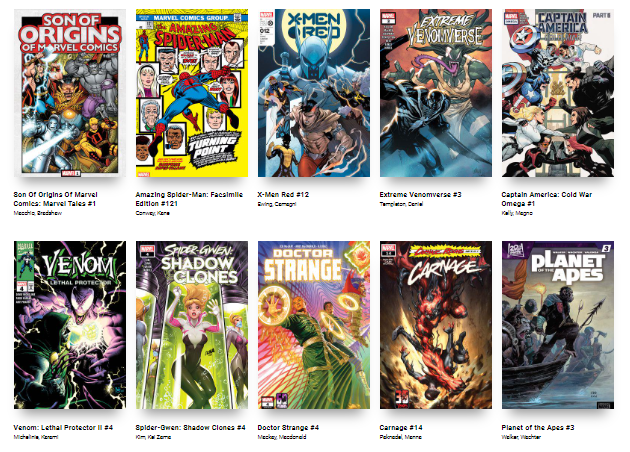 SON OF
ORIGINS
OF MARVEL COMICS
MARVEL COMICS GROUP
THE AMAZING
SPIDER-MAN
TURNING
POINT
X-MEN
RED
EXTREME
VENOMVERSE
CAPTAIN
AMERICA
PART 8
Son Of Origins Of Marvel
Comics: Marvel Tales #1
Macchio, Bradshaw
Amazing Spider-Man: Facsimile
Edition #121
Conway, Kane
X-Men Red #12
Ewing, Camagni
Extreme Venomverse #3
Templeton, Daniel
Captain America: Cold War
Omega #1
Kelly, Magno
VENOM
LETHAL PROTECTOR
4
SPIDER-GWEN
SHADOW
CLONES
DOCTOR
STRANGE
CARNAGE
3
PLANET
OF THE APES
Venom: Lethal Protector II #4
Michelinie, Farami
Spider-Gwen: Shadow Clones #4
Kim, Kei Zama
Doctor Strange #4
Mackay, Macdonald
Carnage #14
Paknadel, Manna
Planet of the Apes #3
Walker, Wachter